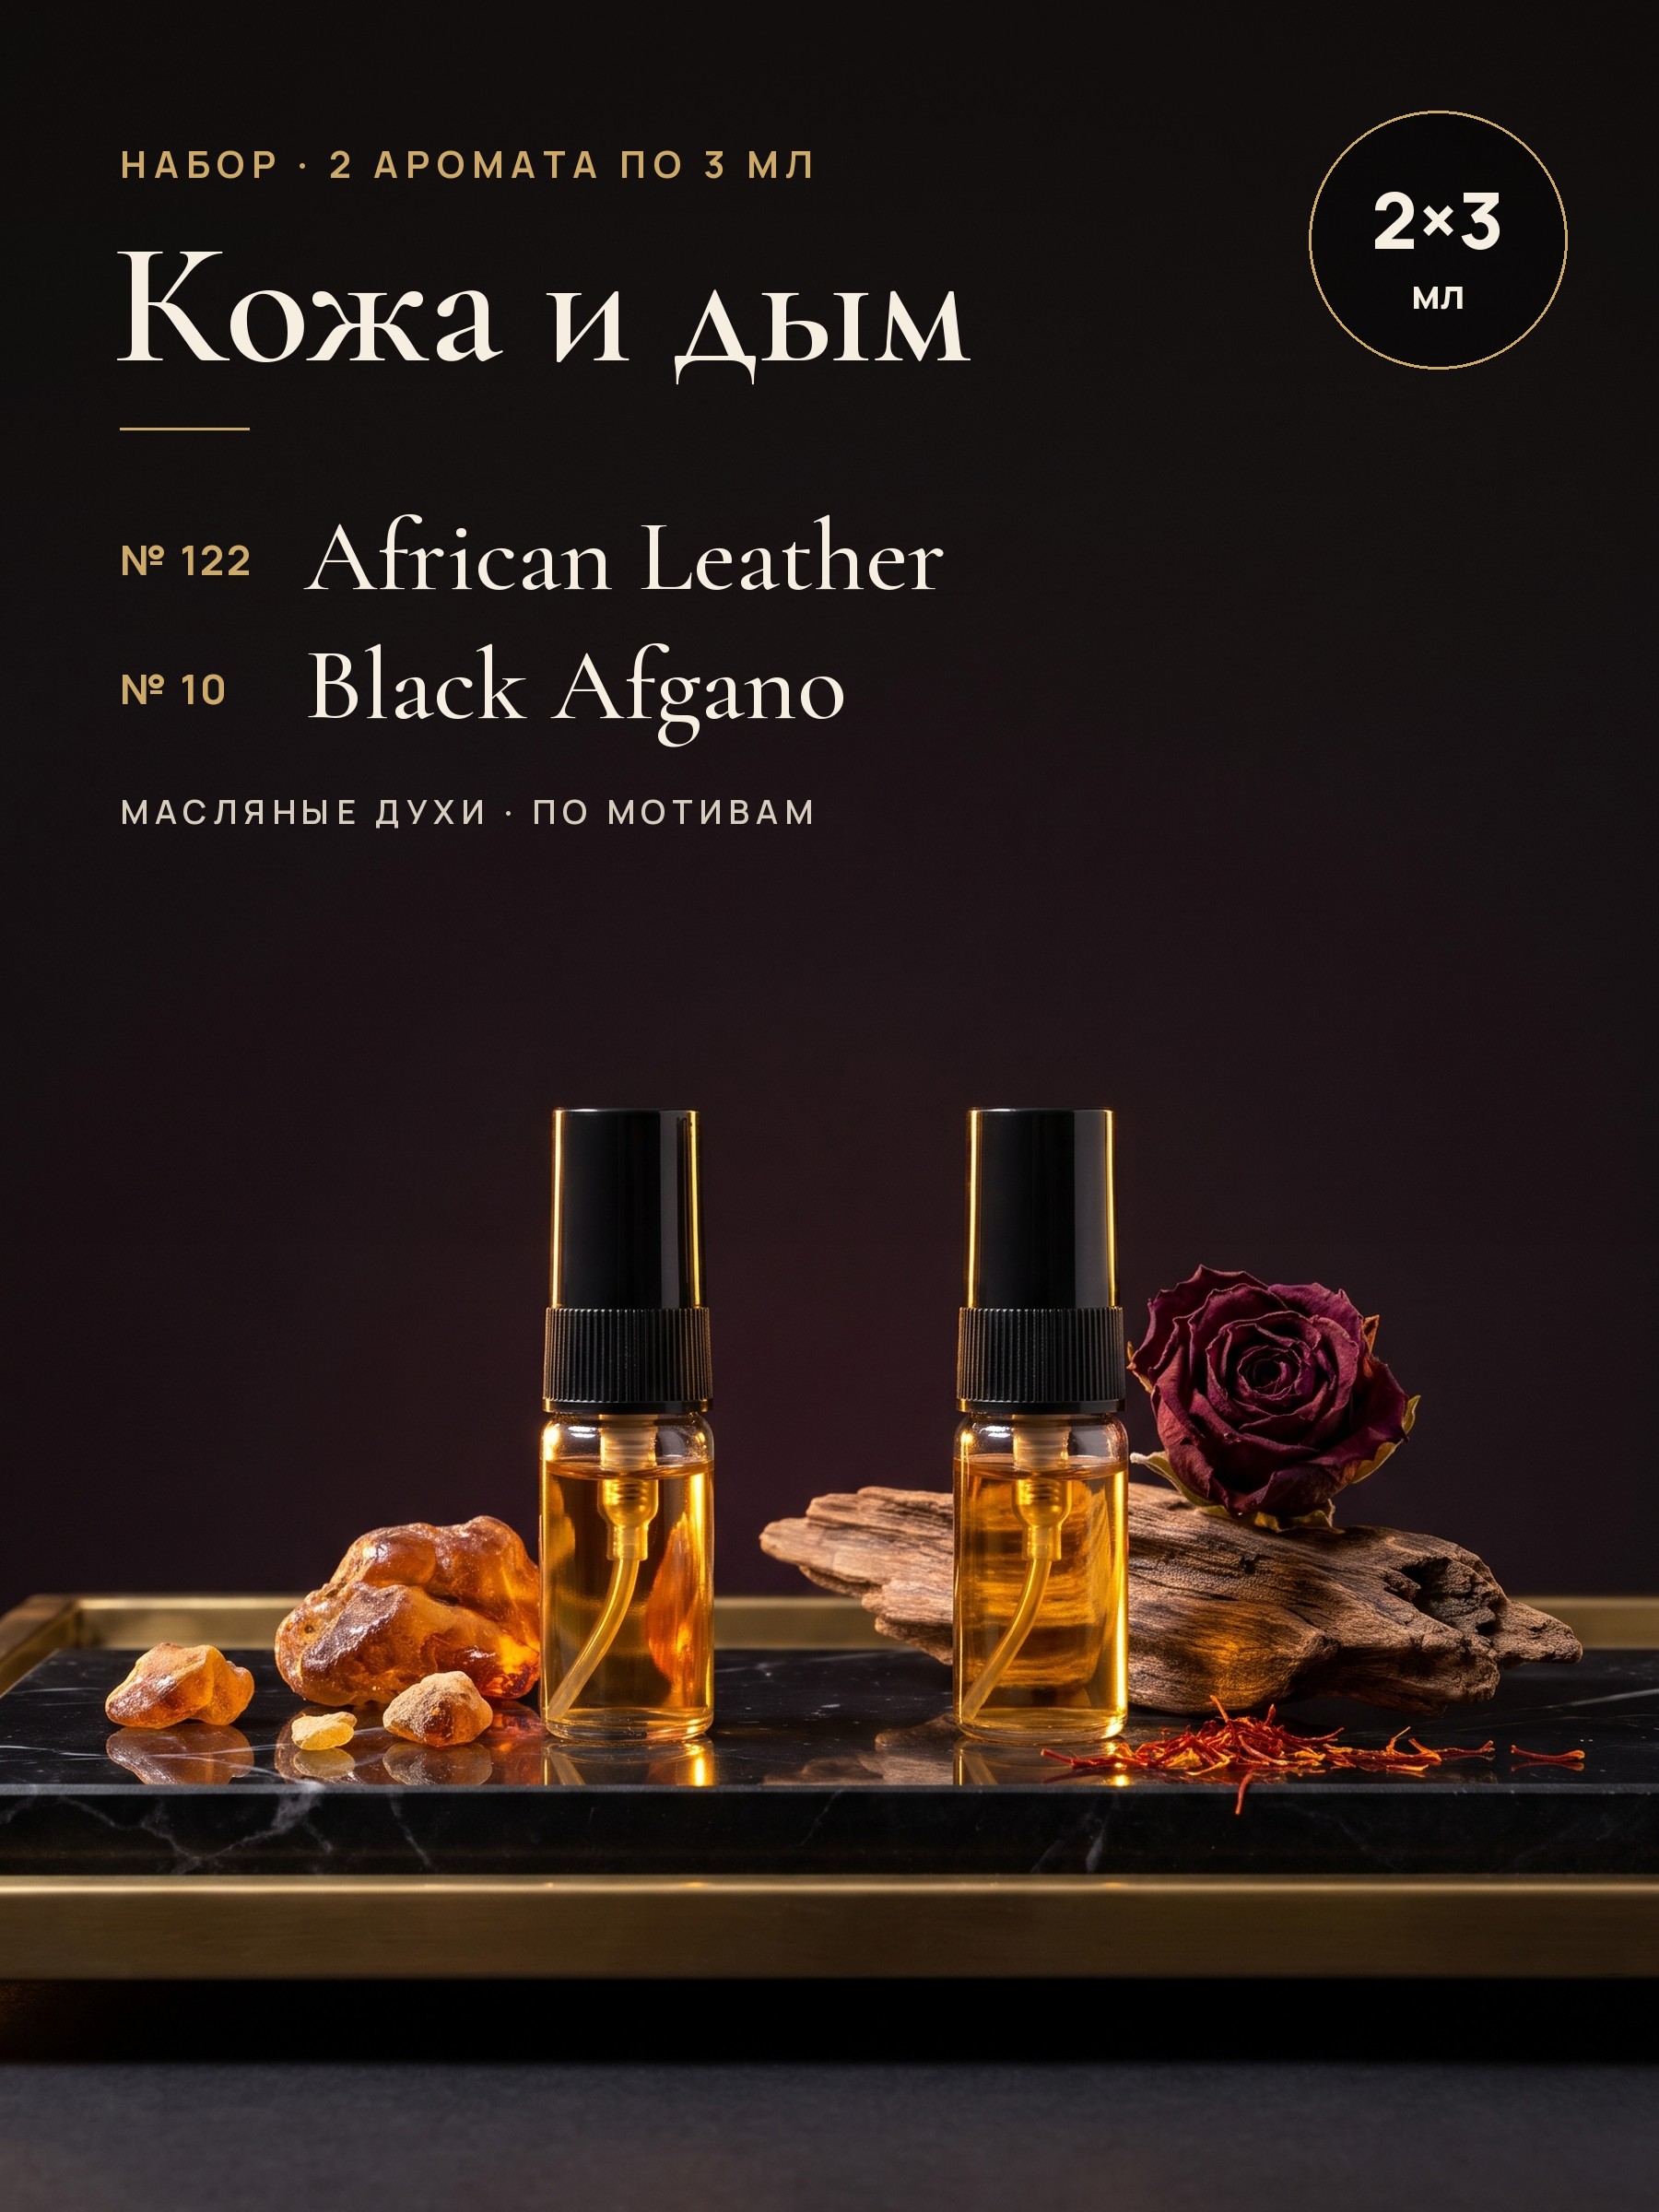 НАБОР · 2 АРОМАТА ПО 3 МЛ
2×3
мл
Кожа и дым
№ 122 African Leather
№ 10 Black Afgano
МАСЛЯНЫЕ ДУХИ · ПО МОТИВАМ